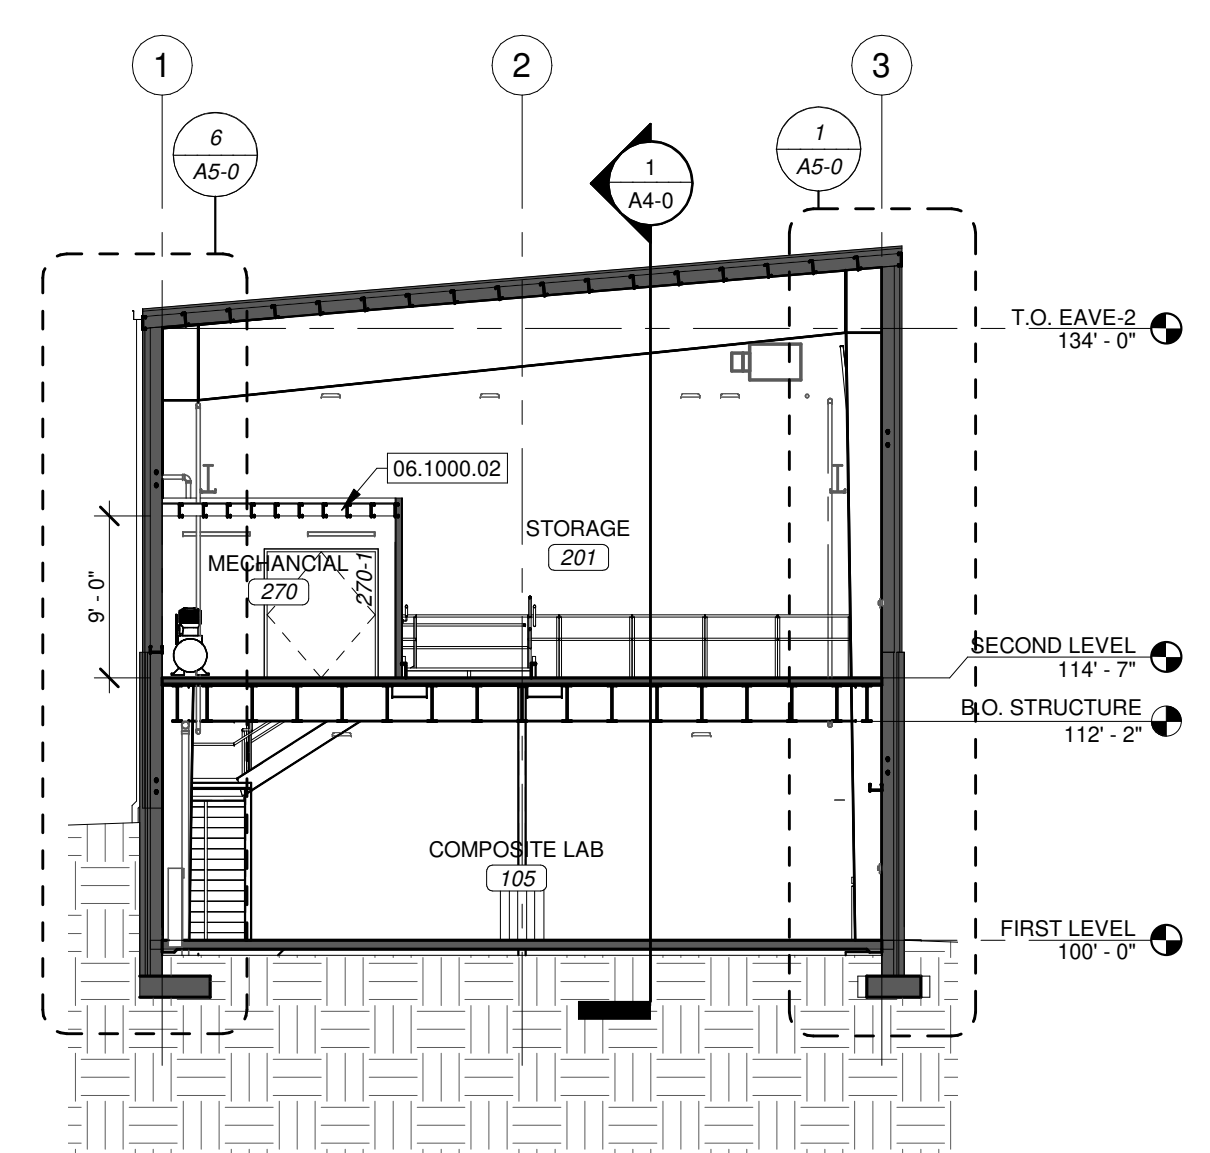 1
2
3
6
A5-0
1
A4-0
1
A5-0
T.O. EAVE-2
134' - 0"
06.1000.02
STORAGE
201
MECHANCIAL
270
270-1
9' - 0"
SECOND LEVEL
114' - 7"
B.O. STRUCTURE
112' - 2"
COMPOSITE LAB
105
FIRST LEVEL
100' - 0"